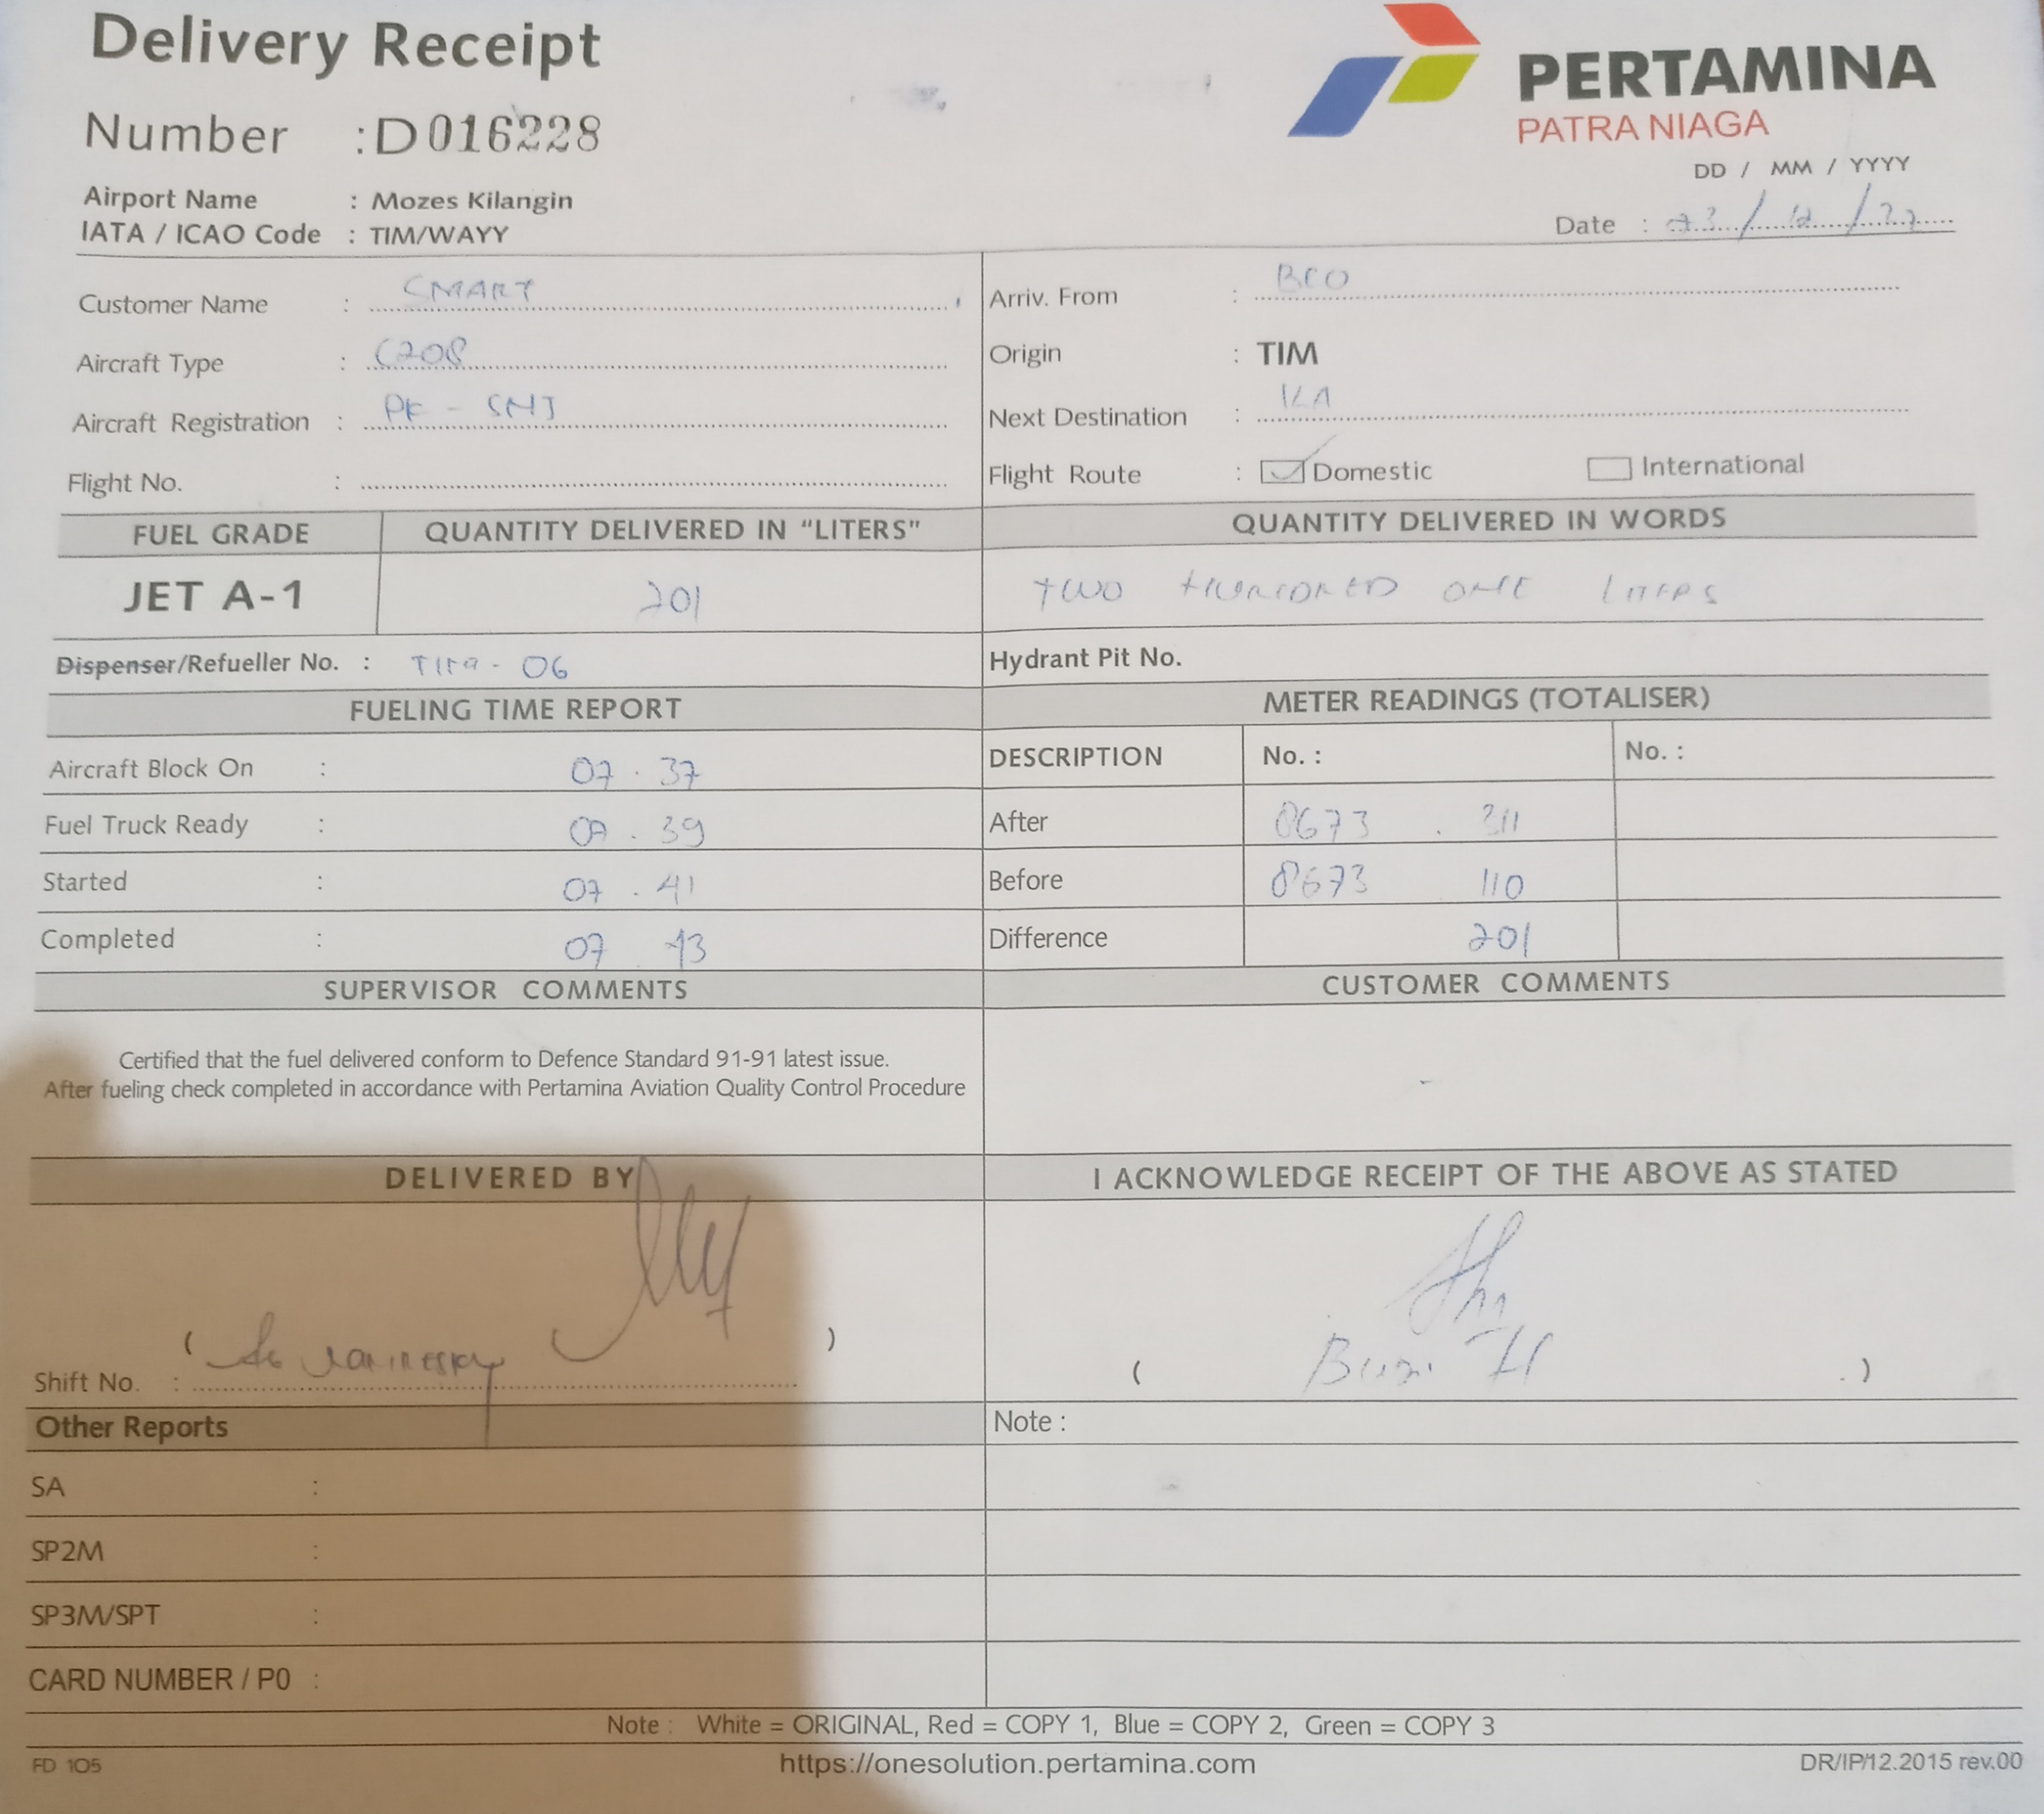 Delivery Receipt
PERTAMINA
PATRA NIAGA
Number : D 016228
DD / MM / YYYY
Airport Name : Mozes Kilangin
IATA / ICAO Code : TIM/WAYY
Date : / 12 /
Customer Name : SMART
Arriv. From :
Aircraft Type : C208
Origin : TIM
Aircraft Registration : PK - SNJ
Next Destination : ILA
Flight No. :
Flight Route : Domestic International
FUEL GRADE QUANTITY DELIVERED IN "LITERS" QUANTITY DELIVERED IN WORDS
JET A-1 201 TWO HUNDRED ONE LITERS
Dispenser/Refueller No. : TIM - 06
Hydrant Pit No.
FUELING TIME REPORT
METER READINGS (TOTALISER)
Aircraft Block On : 07 . 37
DESCRIPTION No. : No. :
Fuel Truck Ready : 07 . 39
After 8673 . 311
Started : 07 . 41
Before 8673 110
Completed : 07 43
Difference 201
SUPERVISOR COMMENTS
CUSTOMER COMMENTS
Certified that the fuel delivered conform to Defence Standard 91-91 latest issue.
After fueling check completed in accordance with Pertamina Aviation Quality Control Procedure
DELIVERED BY
I ACKNOWLEDGE RECEIPT OF THE ABOVE AS STATED
( )
Shift No. :
( )
Other Reports
Note :
SA :
SP2M :
SP3M/SPT :
CARD NUMBER / P0 :
Note : White = ORIGINAL, Red = COPY 1, Blue = COPY 2, Green = COPY 3
FD 105
https://onesolution.pertamina.com
DR/IP/12.2015 rev.00